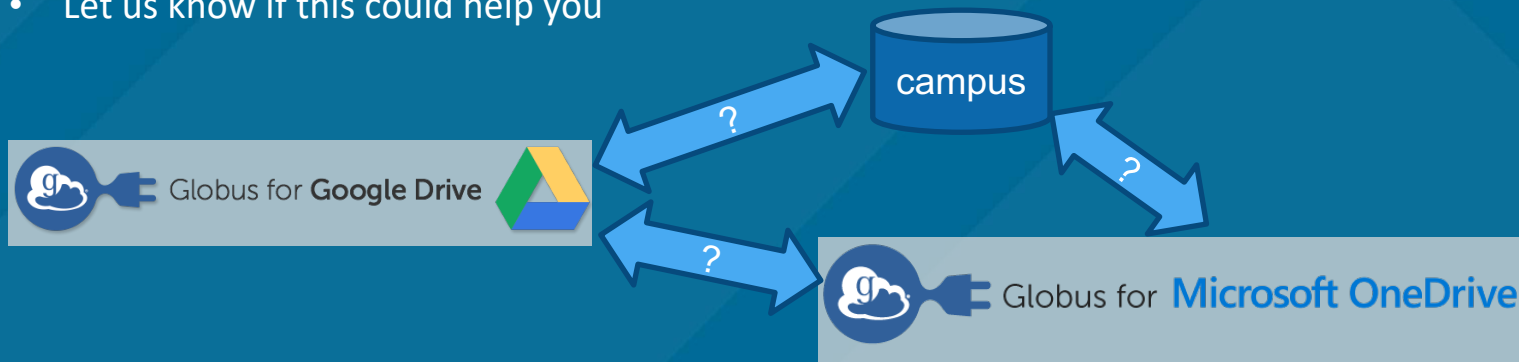 • Let us know if this could help you
campus
?
?
g Globus for Google Drive
?
g Globus for Microsoft OneDrive